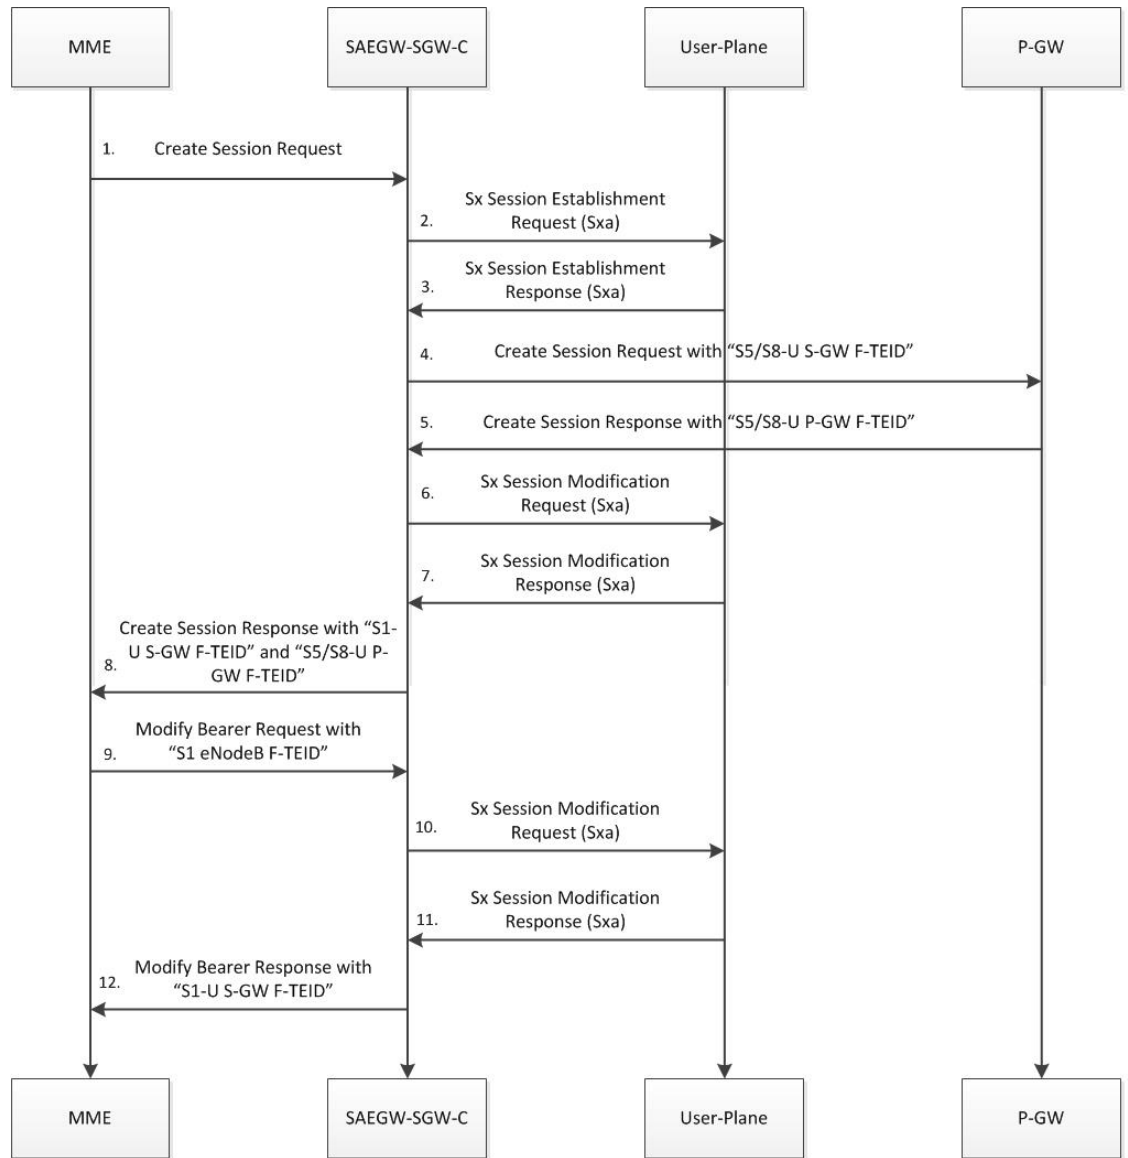 MME
SAEGW-SGW-C
User-Plane
P-GW
1.
Create Session Request
Sx Session Establishment
2.
Request (Sxa)
Sx Session Establishment
3.
Response (Sxa)
4.
Create Session Request with “S5/S8-U S-GW F-TEID”
5.
Create Session Response with “S5/S8-U P-GW F-TEID”
Sx Session Modification
6.
Request (Sxa)
Sx Session Modification
7.
Response (Sxa)
Create Session Response with “S1-
U S-GW F-TEID” and “S5/S8-U P-
8.
GW F-TEID”
Modify Bearer Request with
9.
“S1 eNodeB F-TEID”
Sx Session Modification
10.
Request (Sxa)
Sx Session Modification
11.
Response (Sxa)
Modify Bearer Response with
12.
“S1-U S-GW F-TEID”
MME
SAEGW-SGW-C
User-Plane
P-GW